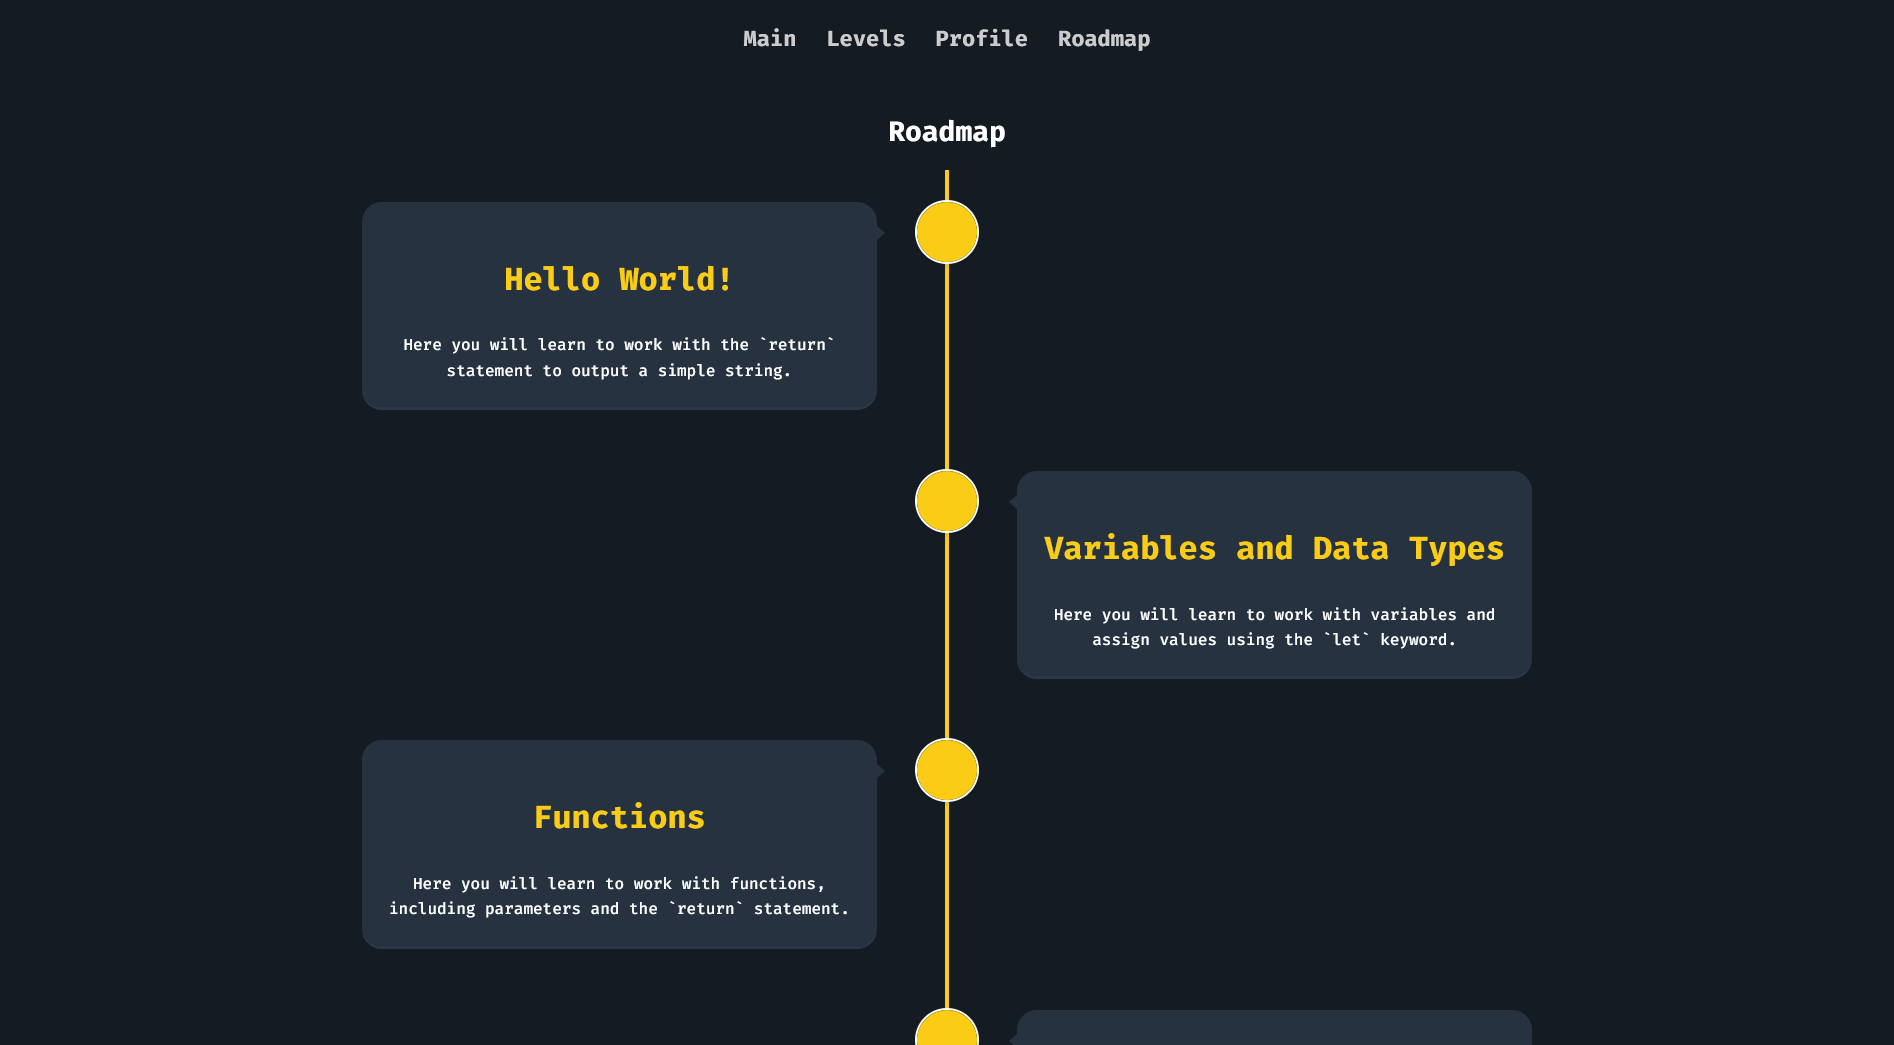 Main Levels Profile Roadmap
Roadmap
Hello World!
Here you will learn to work with the `return`
statement to output a simple string.
Variables and Data Types
Here you will learn to work with variables and
assign values using the `let` keyword.
Functions
Here you will learn to work with functions,
including parameters and the `return` statement.